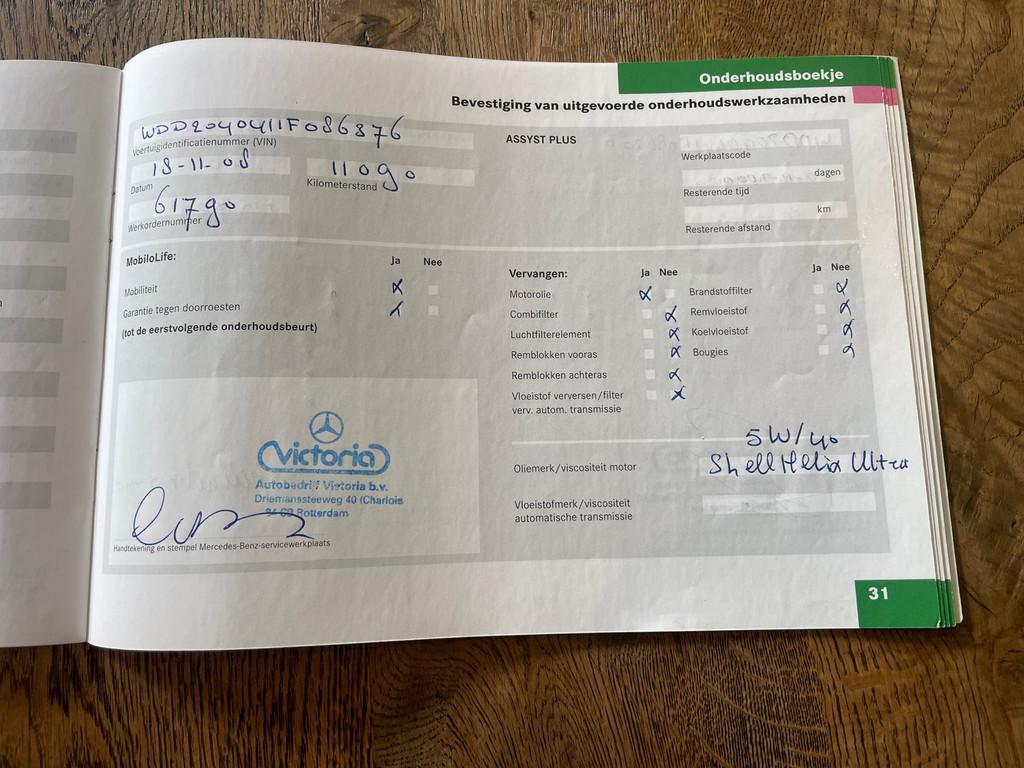 Onderhoudsboekje
Bevestiging van uitgevoerde onderhoudswerkzaamheden
WDD2040411F086876
Voertuigidentificatienummer (VIN)
18-11-08
Datum
11090
Kilometerstand
61790
Werkordernummer
ASSYST PLUS
Werkplaatscode
dagen
Resterende tijd
km
Resterende afstand
MobiloLife:
Ja Nee
Mobiliteit
Garantie tegen doorroesten
(tot de eerstvolgende onderhoudsbeurt)
Vervangen:
Ja Nee
Motorolie
Combifilter
Luchtfilterelement
Remblokken vooras
Remblokken achteras
Vloeistof verversen/filter
verv. autom. transmissie
Ja Nee
Brandstoffilter
Remvloeistof
Koelvloeistof
Bougies
Victoria
Autobedrijf Victoria b.v.
Driemanssteeweg 40 (Charlois
Rotterdam
Handtekening en stempel Mercedes-Benz-servicewerkplaats
5W/40
Oliemerk/viscositeit motor
Shell Helix Ultra
Vloeistofmerk/viscositeit
automatische transmissie
31